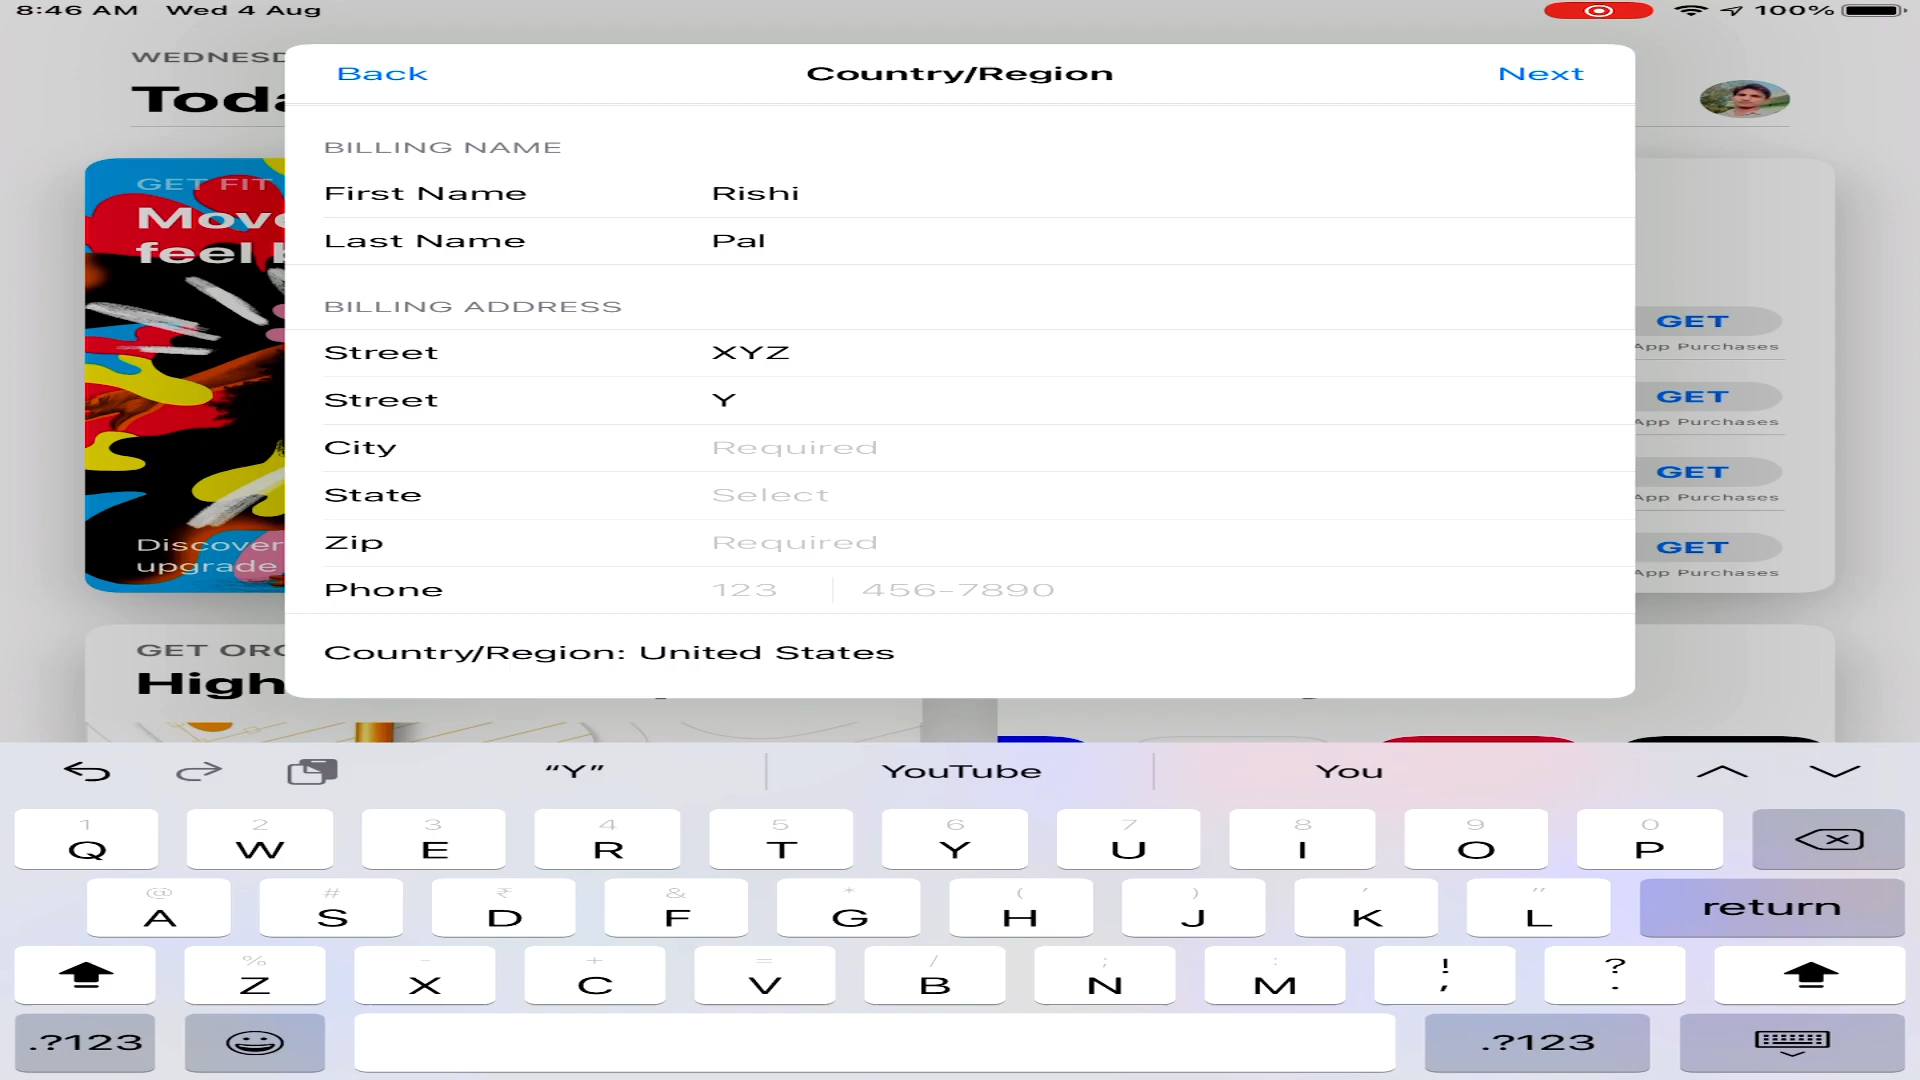 8:46 AM Wed 4 Aug
100%
WEDNESD
Toda
Back
Country/Region
Next
BILLING NAME
First Name Rishi
Last Name Pal
BILLING ADDRESS
Street XYZ
Street Y
City Required
State Select
Zip Required
Phone 123 456-7890
Country/Region: United States
GET FIT
Move
feel b
Discover
upgrade
GET
App Purchases
GET
App Purchases
GET
App Purchases
GET
App Purchases
GET ORG
High
“Y” YouTube You
1 2 3 4 5 6 7 8 9 0
Q W E R T Y U I O P
@ # ₹ & * ( ) ' "
A S D F G H J K L return
% - + = / ; : ! ?
Z X C V B N M , .
.?123 .?123